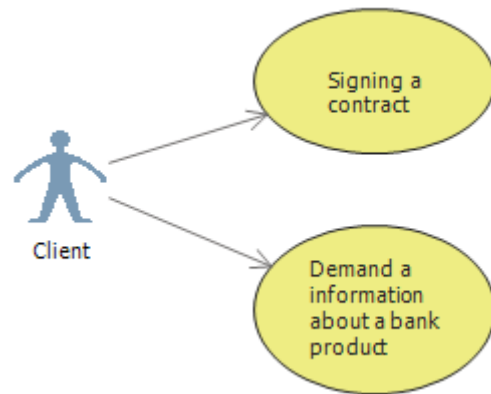 Signing a
contract
Client
Demand a
information
about a bank
product